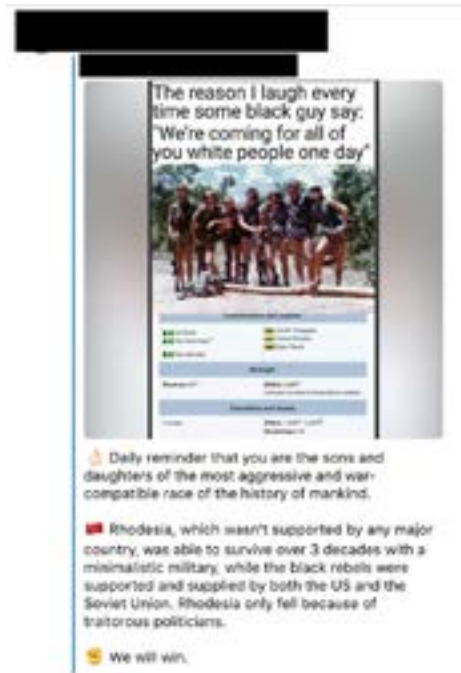 The reason I laugh every
time some black guy say:
"We're coming for all of
you white people one day"
Strength
Daily reminder that you are the sons and
daughters of the most aggressive and war-
compatible race of the history of mankind.
Rhodesia, which wasn't supported by any major
country, was able to survive over 3 decades with a
minimalistic military, while the black rebels were
supported and supplied by both the US and the
Soviet Union. Rhodesia only fell because of
traitorous politicians.
We will win.